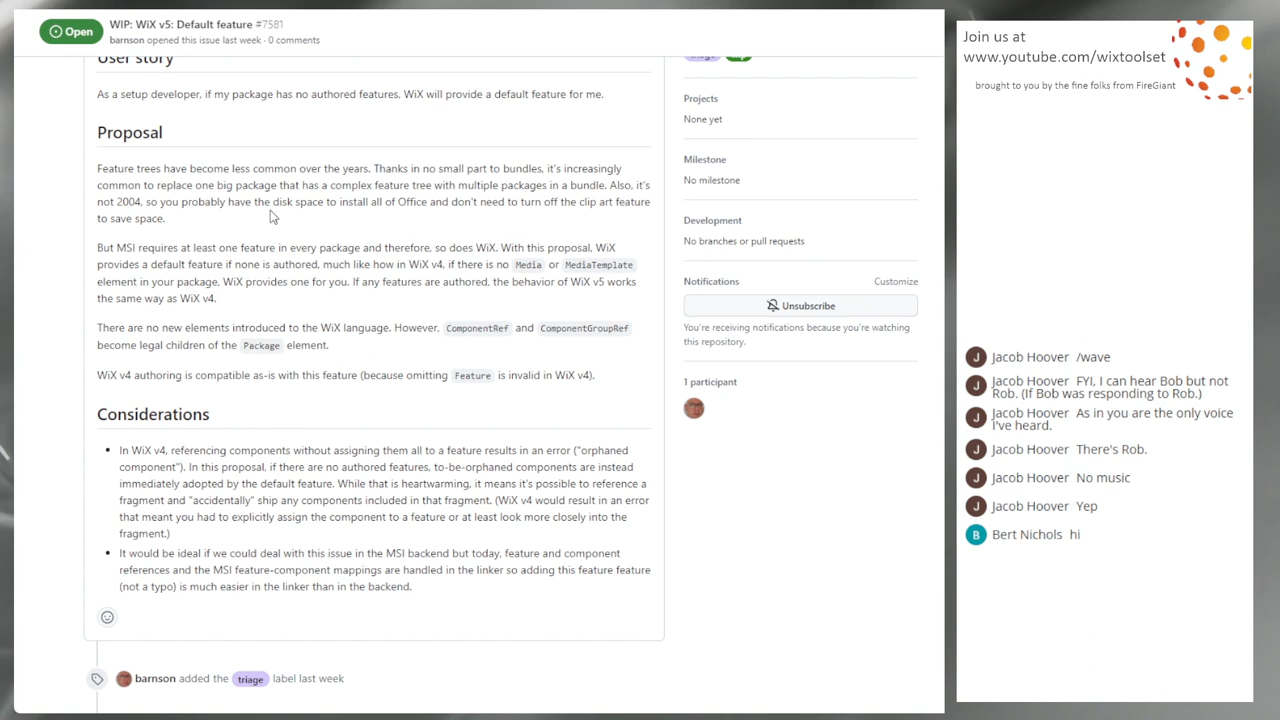 Open
WIP: WiX v5: Default feature #7581
barnson opened this issue last week · 0 comments
User story
As a setup developer, if my package has no authored features, WiX will provide a default feature for me.
Proposal
Feature trees have become less common over the years. Thanks in no small part to bundles, it's increasingly
common to replace one big package that has a complex feature tree with multiple packages in a bundle. Also, it's
not 2004, so you probably have the disk space to install all of Office and don't need to turn off the clip art feature
to save space.
But MSI requires at least one feature in every package and therefore, so does WiX. With this proposal, WiX
provides a default feature if none is authored, much like how in WiX v4, if there is no Media or MediaTemplate
element in your package, WiX provides one for you. If any features are authored, the behavior of WiX v5 works
the same way as WiX v4.
There are no new elements introduced to the WiX language. However, ComponentRef and ComponentGroupRef
become legal children of the Package element.
WiX v4 authoring is compatible as-is with this feature (because omitting Feature is invalid in WiX v4).
Considerations
• In WiX v4, referencing components without assigning them all to a feature results in an error ("orphaned
component"). In this proposal, if there are no authored features, to-be-orphaned components are instead
immediately adopted by the default feature. While that is heartwarming, it means it's possible to reference a
fragment and "accidentally" ship any components included in that fragment. (WiX v4 would result in an error
that meant you had to explicitly assign the component to a feature or at least look more closely into the
fragment.)
• It would be ideal if we could deal with this issue in the MSI backend but today, feature and component
references and the MSI feature-component mappings are handled in the linker so adding this feature feature
(not a typo) is much easier in the linker than in the backend.
barnson added the triage label last week
Projects
None yet
Milestone
No milestone
Development
No branches or pull requests
Notifications
Customize
Unsubscribe
You're receiving notifications because you're watching
this repository.
1 participant
Join us at
www.youtube.com/wixtoolset
brought to you by the fine folks from FireGiant
J Jacob Hoover /wave
J Jacob Hoover FYI, I can hear Bob but not
Rob. (If Bob was responding to Rob.)
J Jacob Hoover As in you are the only voice
I've heard.
J Jacob Hoover There's Rob.
J Jacob Hoover No music
J Jacob Hoover Yep
B Bert Nichols hi